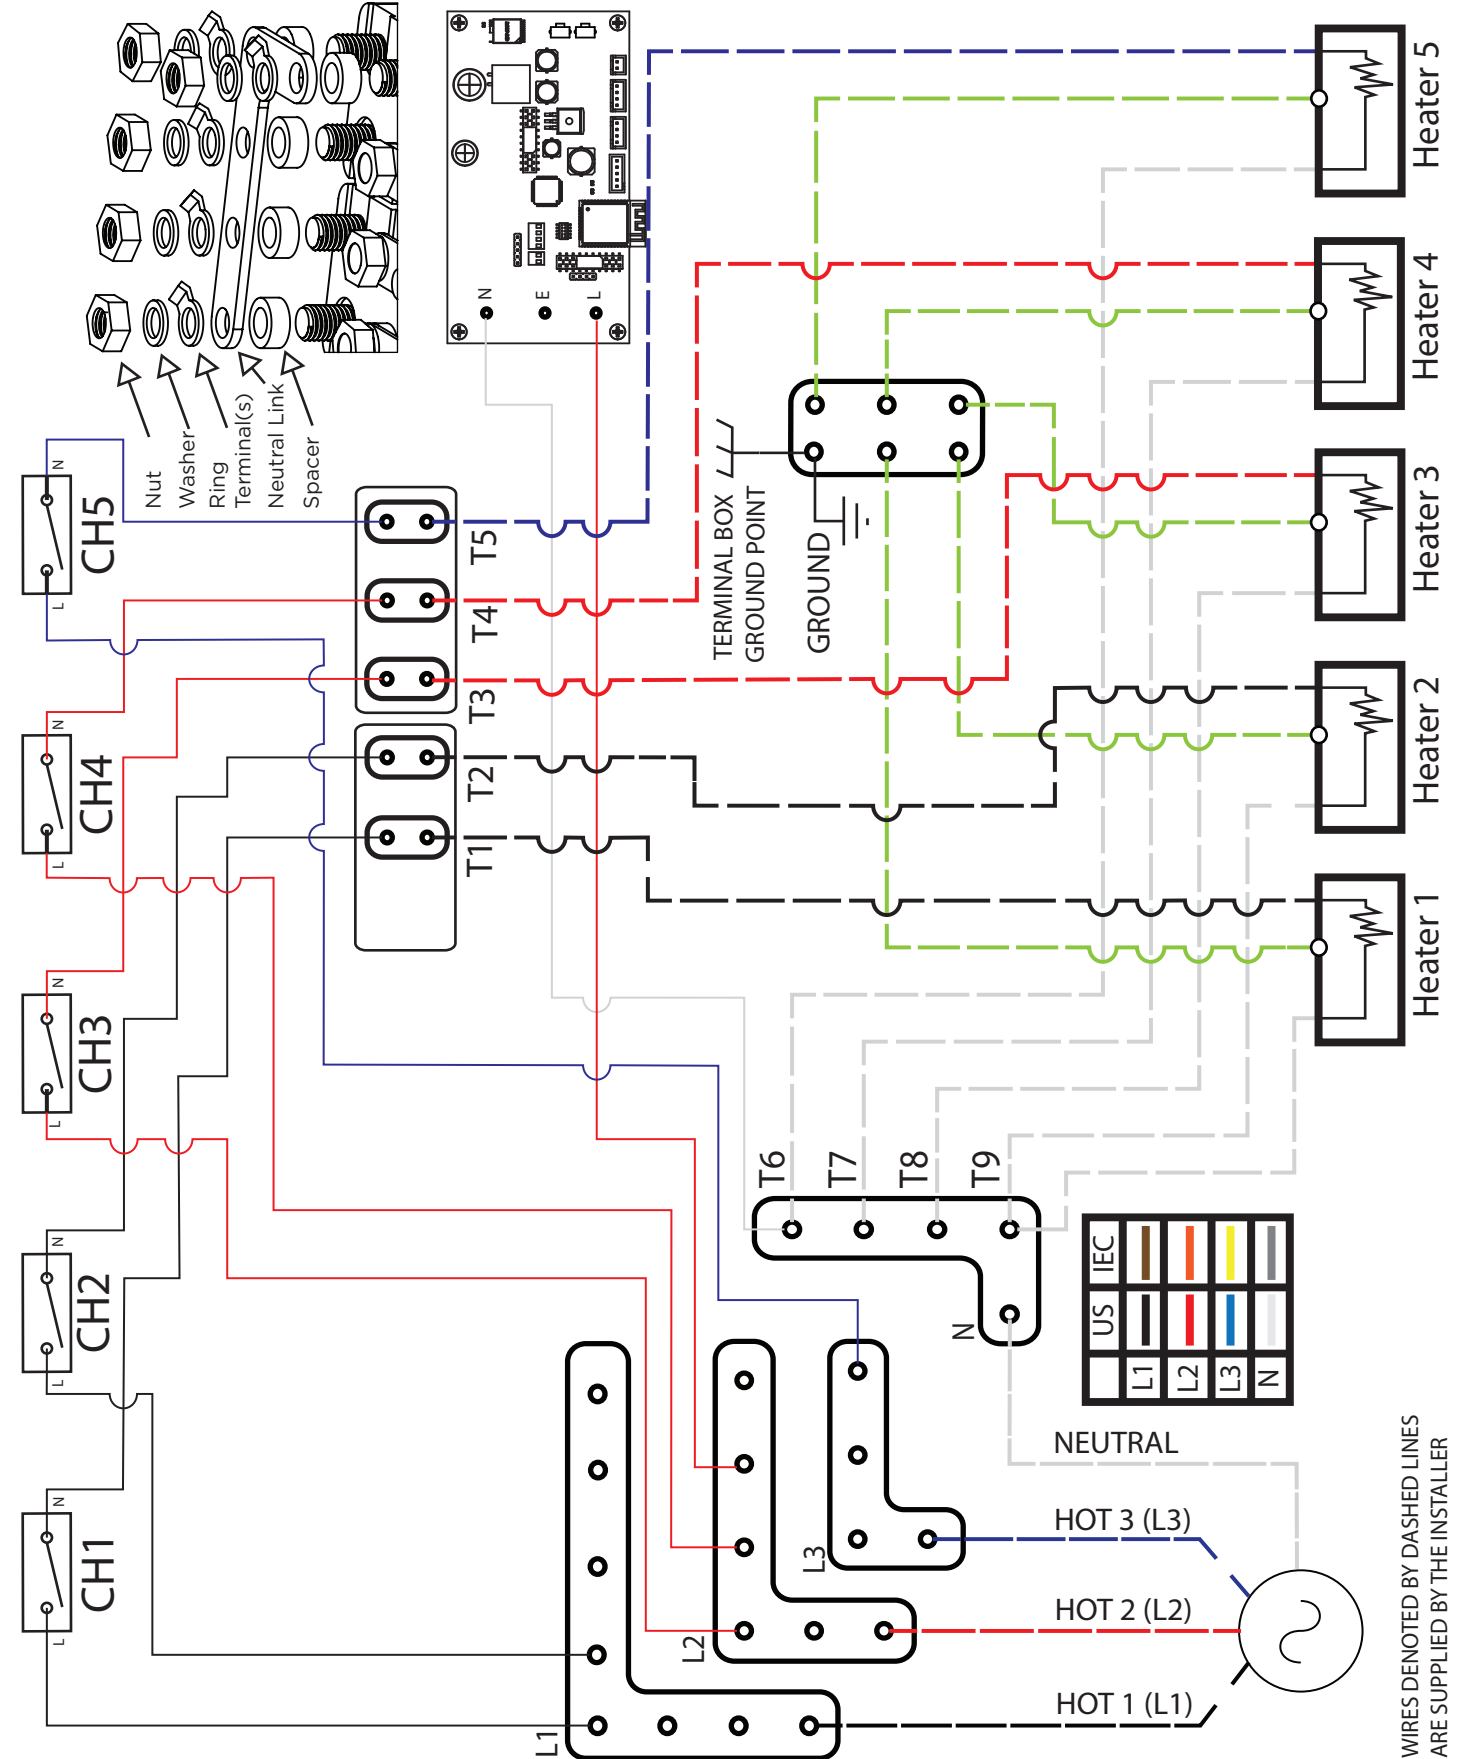 Nut
Washer
Ring
Terminal(s)
Neutral Link
Spacer
N
E
L
CH5
N
L
CH4
N
L
CH3
N
L
CH2
N
L
CH1
N
L
T5
T4
T3
T2
T1
TERMINAL BOX
GROUND POINT
GROUND
Heater 5
Heater 4
Heater 3
Heater 2
Heater 1
T6
T7
T8
T9
N
L1
L2
L3
US IEC
L1
L2
L3
N
NEUTRAL
HOT 3 (L3)
HOT 2 (L2)
HOT 1 (L1)
WIRES DENOTED BY DASHED LINES
ARE SUPPLIED BY THE INSTALLER